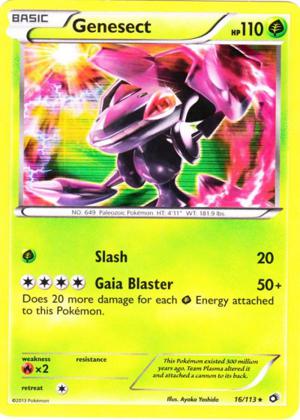 BASIC
Genesect HP110
NO. 649 Paleozoic Pokémon HT: 4'11" WT: 181.9 lbs.
Slash 20
Gaia Blaster 50+
Does 20 more damage for each Energy attached
to this Pokémon.
weakness resistance
×2
retreat
This Pokémon existed 300 million
years ago. Team Plasma altered it
and attached a cannon to its back.
©2013 Pokémon Illus. Ayaka Yoshida 16/113 ★